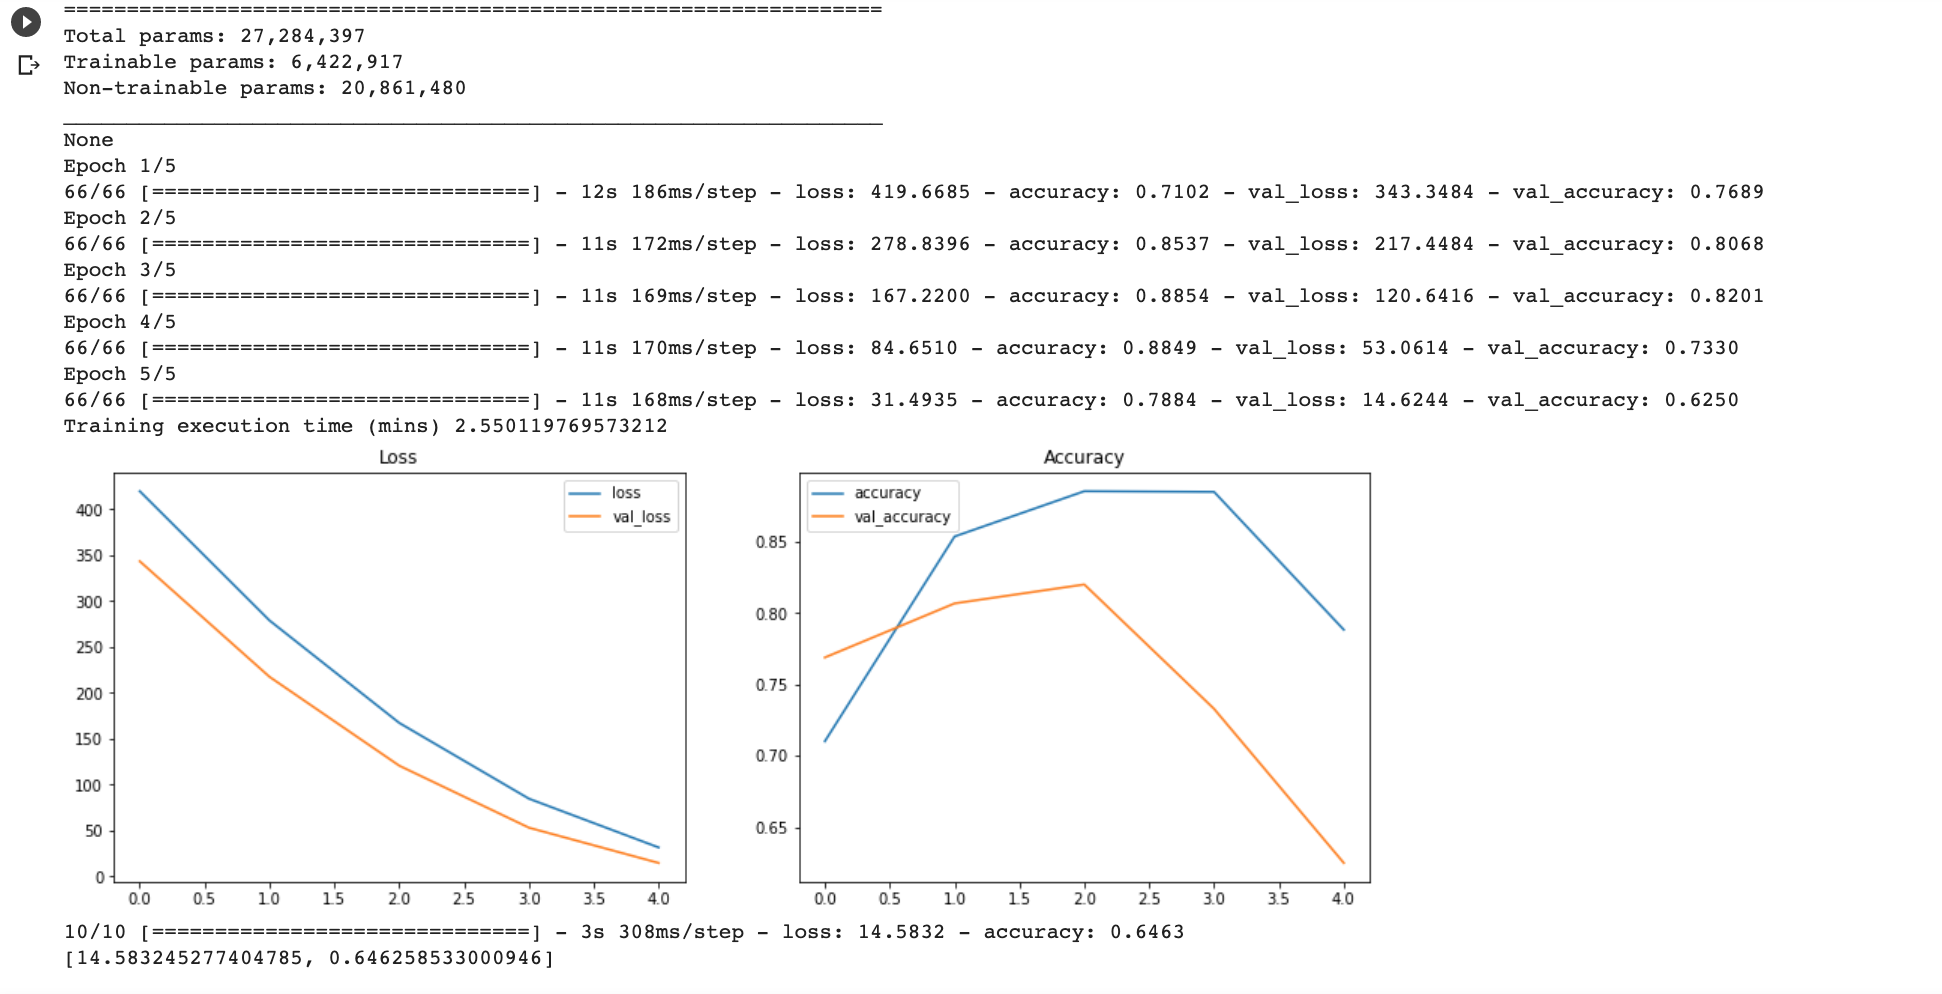 =================================================================
Total params: 27,284,397
Trainable params: 6,422,917
Non-trainable params: 20,861,480
_________________________________________________________________
None
Epoch 1/5
66/66 [==============================] - 12s 186ms/step - loss: 419.6685 - accuracy: 0.7102 - val_loss: 343.3484 - val_accuracy: 0.7689
Epoch 2/5
66/66 [==============================] - 11s 172ms/step - loss: 278.8396 - accuracy: 0.8537 - val_loss: 217.4484 - val_accuracy: 0.8068
Epoch 3/5
66/66 [==============================] - 11s 169ms/step - loss: 167.2200 - accuracy: 0.8854 - val_loss: 120.6416 - val_accuracy: 0.8201
Epoch 4/5
66/66 [==============================] - 11s 170ms/step - loss: 84.6510 - accuracy: 0.8849 - val_loss: 53.0614 - val_accuracy: 0.7330
Epoch 5/5
66/66 [==============================] - 11s 168ms/step - loss: 31.4935 - accuracy: 0.7884 - val_loss: 14.6244 - val_accuracy: 0.6250
Training execution time (mins) 2.550119769573212
Loss
loss
val_loss
400
350
300
250
200
150
100
50
0
0.0 0.5 1.0 1.5 2.0 2.5 3.0 3.5 4.0
Accuracy
accuracy
val_accuracy
0.85
0.80
0.75
0.70
0.65
0.0 0.5 1.0 1.5 2.0 2.5 3.0 3.5 4.0
10/10 [==============================] - 3s 308ms/step - loss: 14.5832 - accuracy: 0.6463
[14.583245277404785, 0.646258533000946]